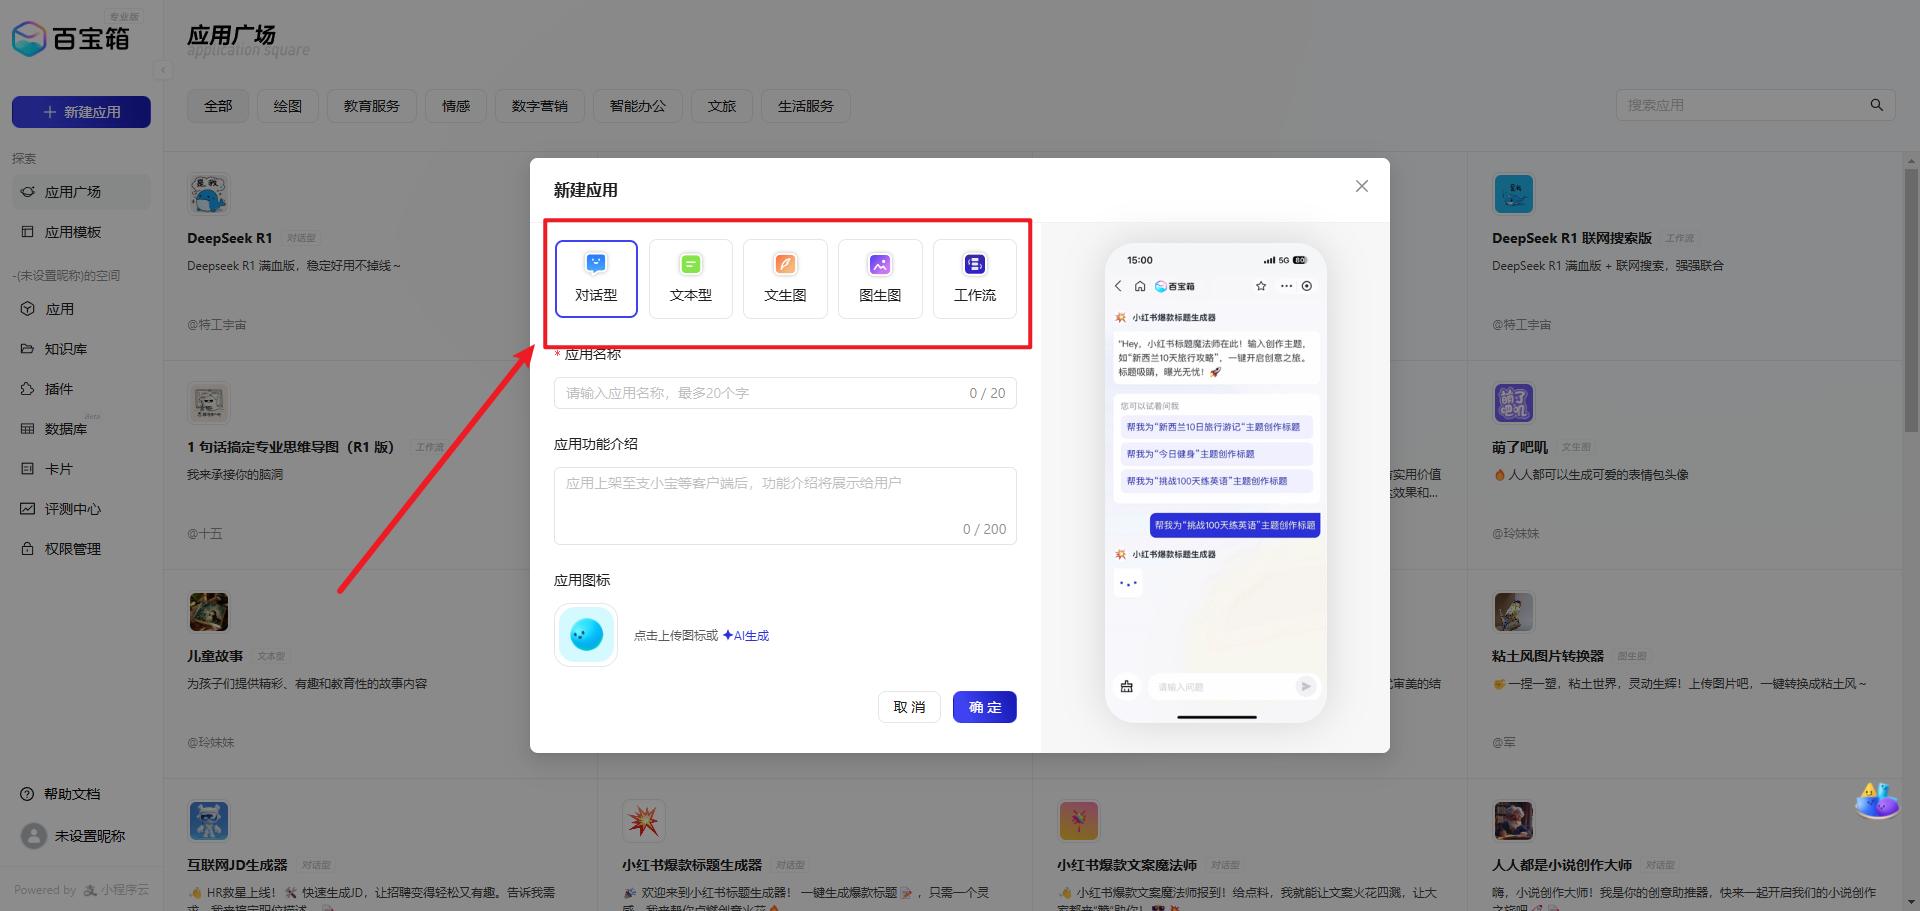 专业版
百宝箱
新建应用
探索
应用广场
应用模板
-(未设置昵称)的空间
应用
知识库
插件
Beta
数据库
卡片
评测中心
权限管理
帮助文档
未设置昵称
Powered by 小程序云
应用广场
application square
全部 绘图 教育服务 情感 数字营销 智能办公 文旅 生活服务
搜索应用
DeepSeek R1 对话型
Deepseek R1 满血版，稳定好用不掉线~
@特工宇宙
DeepSeek R1 联网搜索版 工作流
Deepseek R1 满血版 + 联网搜索，强强联合
@特工宇宙
1 句话搞定专业思维导图（R1 版） 工作流
我来承接你的脑洞
@十五
实用价值
效果和...
萌了吧叽 文生图
人人都可以生成可爱的表情包头像
@玲妹妹
儿童故事 文本型
为孩子们提供精彩、有趣和教育性的故事内容
@玲妹妹
审美的结
粘土风图片转换器 图生图
一捏一塑，粘土世界，灵动生辉！上传图片吧，一键转换成粘土风~
@军
互联网JD生成器 对话型
HR救星上线！ 快速生成JD，让招聘变得轻松又有趣。告诉我需
求，我来搞定职位描述。
小红书爆款标题生成器 对话型
欢迎来到小红书标题生成器！ 一键生成爆款标题，只需一个灵
感，我来帮你点燃创意火花
小红书爆款文案魔法师 对话型
小红书爆款文案魔法师报到！给点料，我就能让文案火花四溅，让大
家都来“赞”助你！
人人都是小说创作大师 对话型
嗨，小说创作大师！我是你的创意助推器，快来一起开启我们的小说创作
之旅吧
新建应用
对话型 文本型 文生图 图生图 工作流
* 应用名称
请输入应用名称，最多20个字 0 / 20
应用功能介绍
应用上架至支小宝等客户端后，功能介绍将展示给用户
0 / 200
应用图标
点击上传图标或 AI生成
取 消 确 定
15:00 5G 80
百宝箱
小红书爆款标题生成器
“Hey，小红书标题魔法师在此！输入创作主题，
如“新西兰10天旅行攻略”，一键开启创意之旅。
标题吸睛，曝光无忧！
您可以试着问我
帮我为“新西兰10日旅行游记“主题创作标题
帮我为“今日健身”主题创作标题
帮我为“挑战100天练英语”主题创作标题
帮我为“挑战100天练英语”主题创作标题
小红书爆款标题生成器
请输入问题